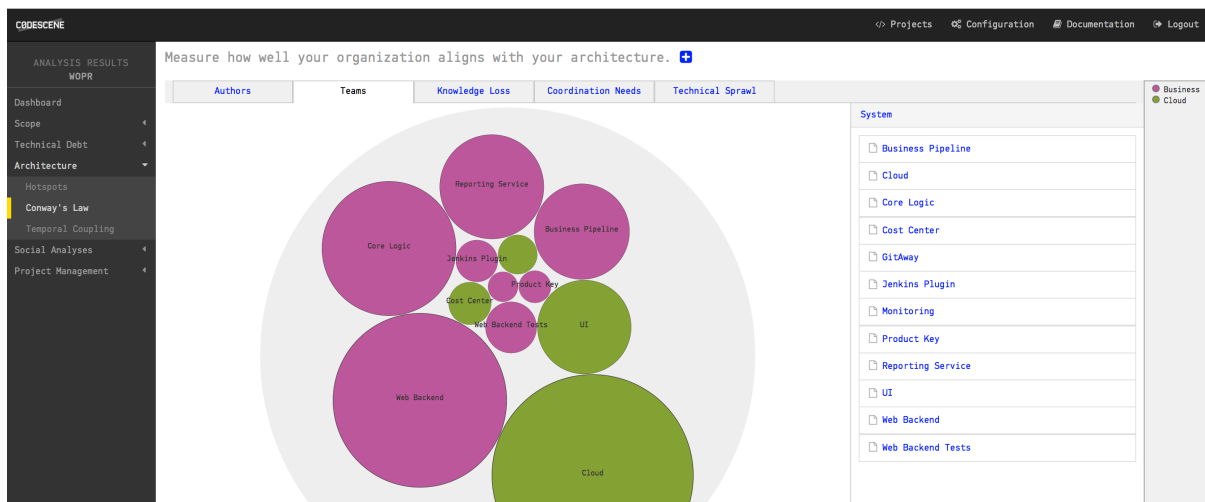 CODESCENE
Projects
Configuration
Documentation
Logout
ANALYSIS RESULTS
WOPR
Dashboard
Scope
Technical Debt
Architecture
Hotspots
Conway's Law
Temporal Coupling
Social Analyses
Project Management
Measure how well your organization aligns with your architecture.
Authors
Teams
Knowledge Loss
Coordination Needs
Technical Sprawl
Reporting Service
Business Pipeline
Core Logic
Jenkins Plugin
Product Key
Cost Center
Web Backend Tests
UI
Web Backend
Cloud
System
Business Pipeline
Cloud
Core Logic
Cost Center
GitAway
Jenkins Plugin
Monitoring
Product Key
Reporting Service
UI
Web Backend
Web Backend Tests
Business
Cloud